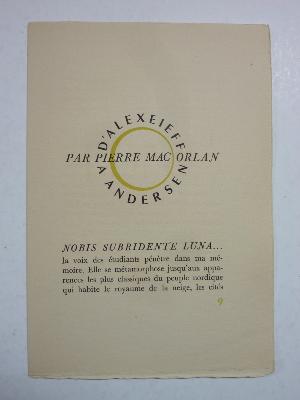 D'ALEXEIEFF A ANDERSEN
PAR PIERRE MAC ORLAN
NOBIS SUBRIDENTE LUNA...
la voix des étudiants pénètre dans ma mé-
moire. Elle se métamorphose jusqu'aux appa-
rences les plus classiques du peuple nordique
qui habite le royaume de la neige, les cités
9